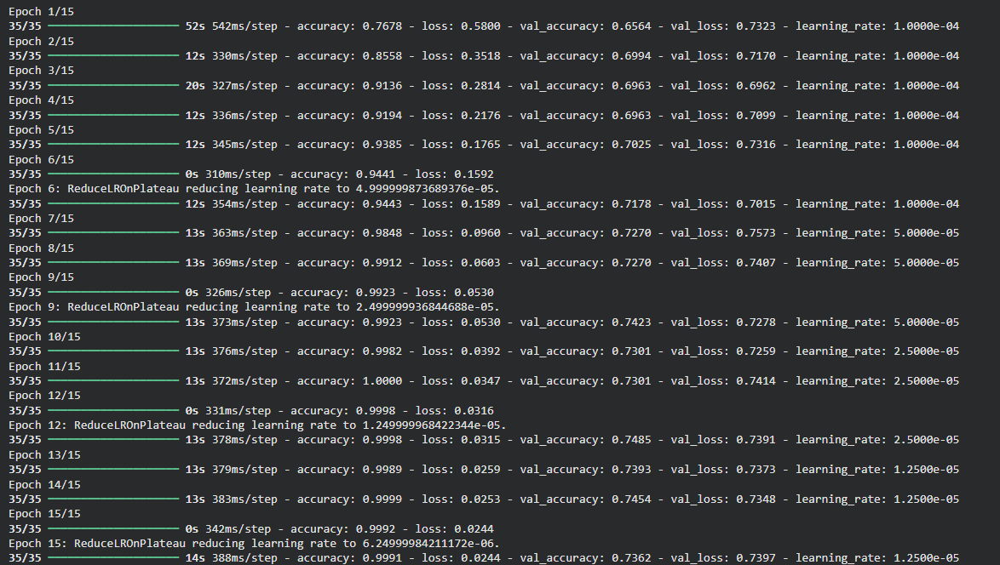 Epoch 1/15
35/35 ━━━━━━━━━━━━━━━━━━━━ 52s 542ms/step - accuracy: 0.7678 - loss: 0.5800 - val_accuracy: 0.6564 - val_loss: 0.7323 - learning_rate: 1.0000e-04
Epoch 2/15
35/35 ━━━━━━━━━━━━━━━━━━━━ 12s 330ms/step - accuracy: 0.8558 - loss: 0.3518 - val_accuracy: 0.6994 - val_loss: 0.7170 - learning_rate: 1.0000e-04
Epoch 3/15
35/35 ━━━━━━━━━━━━━━━━━━━━ 20s 327ms/step - accuracy: 0.9136 - loss: 0.2814 - val_accuracy: 0.6963 - val_loss: 0.6962 - learning_rate: 1.0000e-04
Epoch 4/15
35/35 ━━━━━━━━━━━━━━━━━━━━ 12s 336ms/step - accuracy: 0.9194 - loss: 0.2176 - val_accuracy: 0.6963 - val_loss: 0.7099 - learning_rate: 1.0000e-04
Epoch 5/15
35/35 ━━━━━━━━━━━━━━━━━━━━ 12s 345ms/step - accuracy: 0.9385 - loss: 0.1765 - val_accuracy: 0.7025 - val_loss: 0.7316 - learning_rate: 1.0000e-04
Epoch 6/15
35/35 ━━━━━━━━━━━━━━━━━━━━ 0s 310ms/step - accuracy: 0.9441 - loss: 0.1592
Epoch 6: ReduceLROnPlateau reducing learning rate to 4.999999873689376e-05.
35/35 ━━━━━━━━━━━━━━━━━━━━ 12s 354ms/step - accuracy: 0.9443 - loss: 0.1589 - val_accuracy: 0.7178 - val_loss: 0.7015 - learning_rate: 1.0000e-04
Epoch 7/15
35/35 ━━━━━━━━━━━━━━━━━━━━ 13s 363ms/step - accuracy: 0.9848 - loss: 0.0960 - val_accuracy: 0.7270 - val_loss: 0.7573 - learning_rate: 5.0000e-05
Epoch 8/15
35/35 ━━━━━━━━━━━━━━━━━━━━ 13s 369ms/step - accuracy: 0.9912 - loss: 0.0603 - val_accuracy: 0.7270 - val_loss: 0.7407 - learning_rate: 5.0000e-05
Epoch 9/15
35/35 ━━━━━━━━━━━━━━━━━━━━ 0s 326ms/step - accuracy: 0.9923 - loss: 0.0530
Epoch 9: ReduceLROnPlateau reducing learning rate to 2.499999936844688e-05.
35/35 ━━━━━━━━━━━━━━━━━━━━ 13s 373ms/step - accuracy: 0.9923 - loss: 0.0530 - val_accuracy: 0.7423 - val_loss: 0.7278 - learning_rate: 5.0000e-05
Epoch 10/15
35/35 ━━━━━━━━━━━━━━━━━━━━ 13s 376ms/step - accuracy: 0.9982 - loss: 0.0392 - val_accuracy: 0.7301 - val_loss: 0.7259 - learning_rate: 2.5000e-05
Epoch 11/15
35/35 ━━━━━━━━━━━━━━━━━━━━ 13s 372ms/step - accuracy: 1.0000 - loss: 0.0347 - val_accuracy: 0.7301 - val_loss: 0.7414 - learning_rate: 2.5000e-05
Epoch 12/15
35/35 ━━━━━━━━━━━━━━━━━━━━ 0s 331ms/step - accuracy: 0.9998 - loss: 0.0316
Epoch 12: ReduceLROnPlateau reducing learning rate to 1.249999968422344e-05.
35/35 ━━━━━━━━━━━━━━━━━━━━ 13s 378ms/step - accuracy: 0.9998 - loss: 0.0315 - val_accuracy: 0.7485 - val_loss: 0.7391 - learning_rate: 2.5000e-05
Epoch 13/15
35/35 ━━━━━━━━━━━━━━━━━━━━ 13s 379ms/step - accuracy: 0.9989 - loss: 0.0259 - val_accuracy: 0.7393 - val_loss: 0.7373 - learning_rate: 1.2500e-05
Epoch 14/15
35/35 ━━━━━━━━━━━━━━━━━━━━ 13s 383ms/step - accuracy: 0.9999 - loss: 0.0253 - val_accuracy: 0.7454 - val_loss: 0.7348 - learning_rate: 1.2500e-05
Epoch 15/15
35/35 ━━━━━━━━━━━━━━━━━━━━ 0s 342ms/step - accuracy: 0.9992 - loss: 0.0244
Epoch 15: ReduceLROnPlateau reducing learning rate to 6.24999984211172e-06.
35/35 ━━━━━━━━━━━━━━━━━━━━ 14s 388ms/step - accuracy: 0.9991 - loss: 0.0244 - val_accuracy: 0.7362 - val_loss: 0.7397 - learning_rate: 1.2500e-05